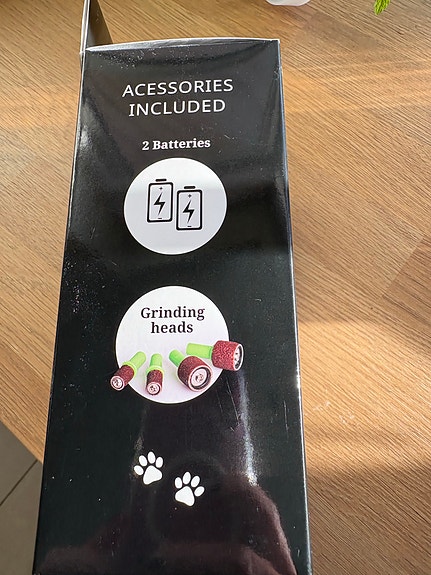 ACESSORIES
INCLUDED
2 Batteries
Grinding
heads